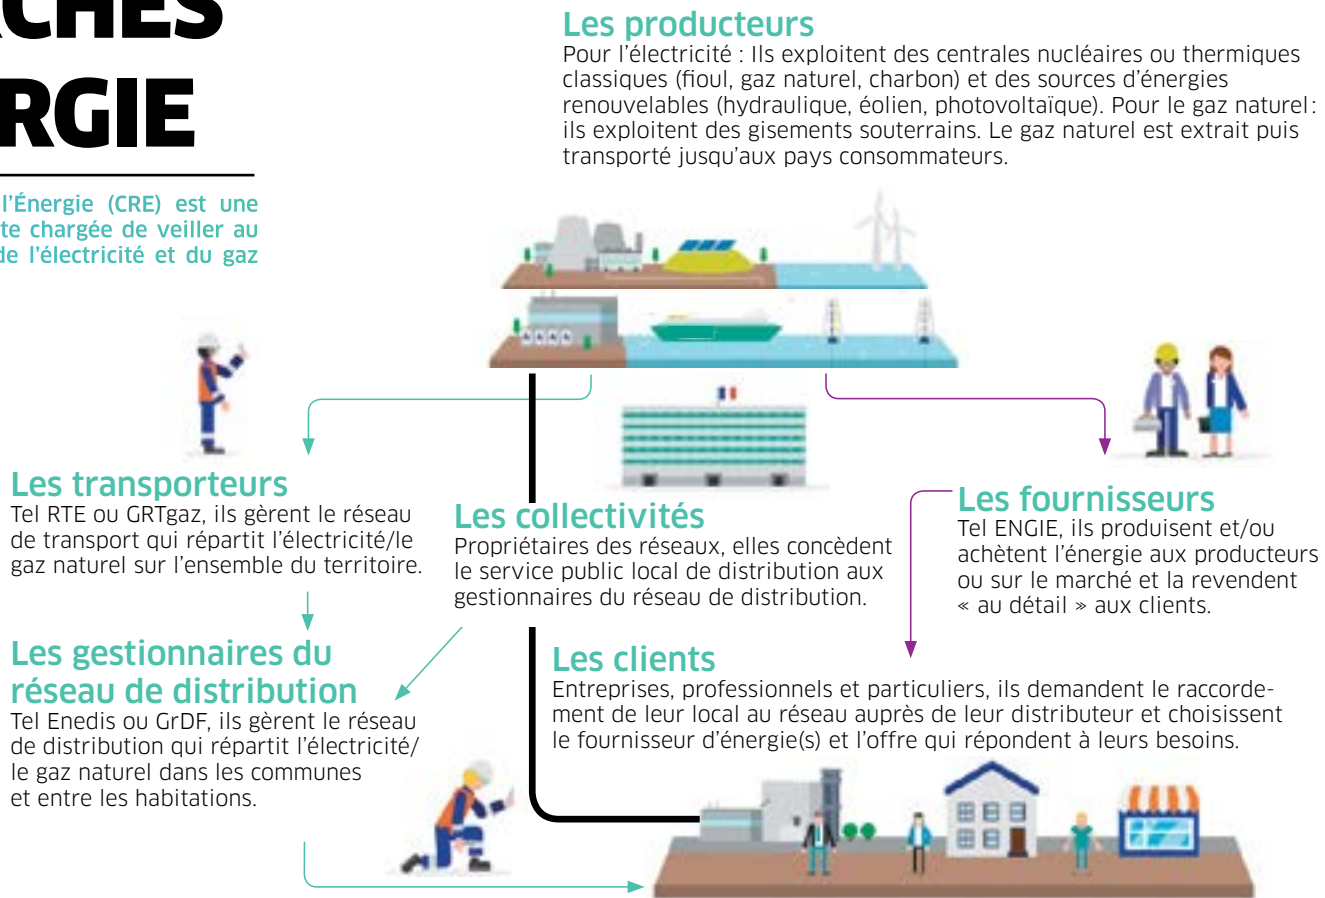 RCHÉS
RGIE
l’Énergie (CRE) est une
te chargée de veiller au
de l’électricité et du gaz
Les producteurs
Pour l’électricité : Ils exploitent des centrales nucléaires ou thermiques
classiques (fioul, gaz naturel, charbon) et des sources d’énergies
renouvelables (hydraulique, éolien, photovoltaïque). Pour le gaz naturel :
ils exploitent des gisements souterrains. Le gaz naturel est extrait puis
transporté jusqu’aux pays consommateurs.
Les transporteurs
Tel RTE ou GRTgaz, ils gèrent le réseau
de transport qui répartit l’électricité/le
gaz naturel sur l’ensemble du territoire.
Les collectivités
Propriétaires des réseaux, elles concèdent
le service public local de distribution aux
gestionnaires du réseau de distribution.
Les fournisseurs
Tel ENGIE, ils produisent et/ou
achètent l’énergie aux producteurs
ou sur le marché et la revendent
« au détail » aux clients.
Les gestionnaires du
réseau de distribution
Tel Enedis ou GrDF, ils gèrent le réseau
de distribution qui répartit l’électricité/
le gaz naturel dans les communes
et entre les habitations.
Les clients
Entreprises, professionnels et particuliers, ils demandent le raccorde-
ment de leur local au réseau auprès de leur distributeur et choisissent
le fournisseur d’énergie(s) et l’offre qui répondent à leurs besoins.